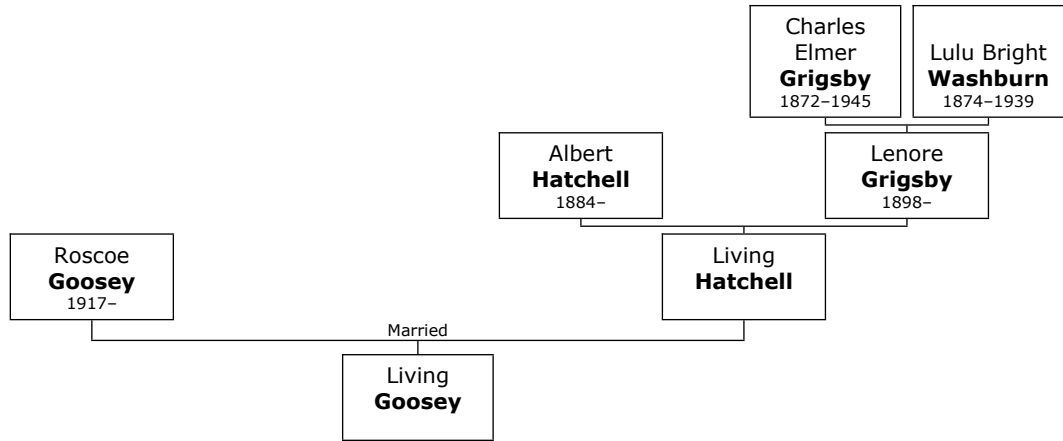 Charles
Elmer
Grigsby
1872–1945
Lulu Bright
Washburn
1874–1939
Albert
Hatchell
1884–
Lenore
Grigsby
1898–
Roscoe
Goosey
1917–
Living
Hatchell
Married
Living
Goosey